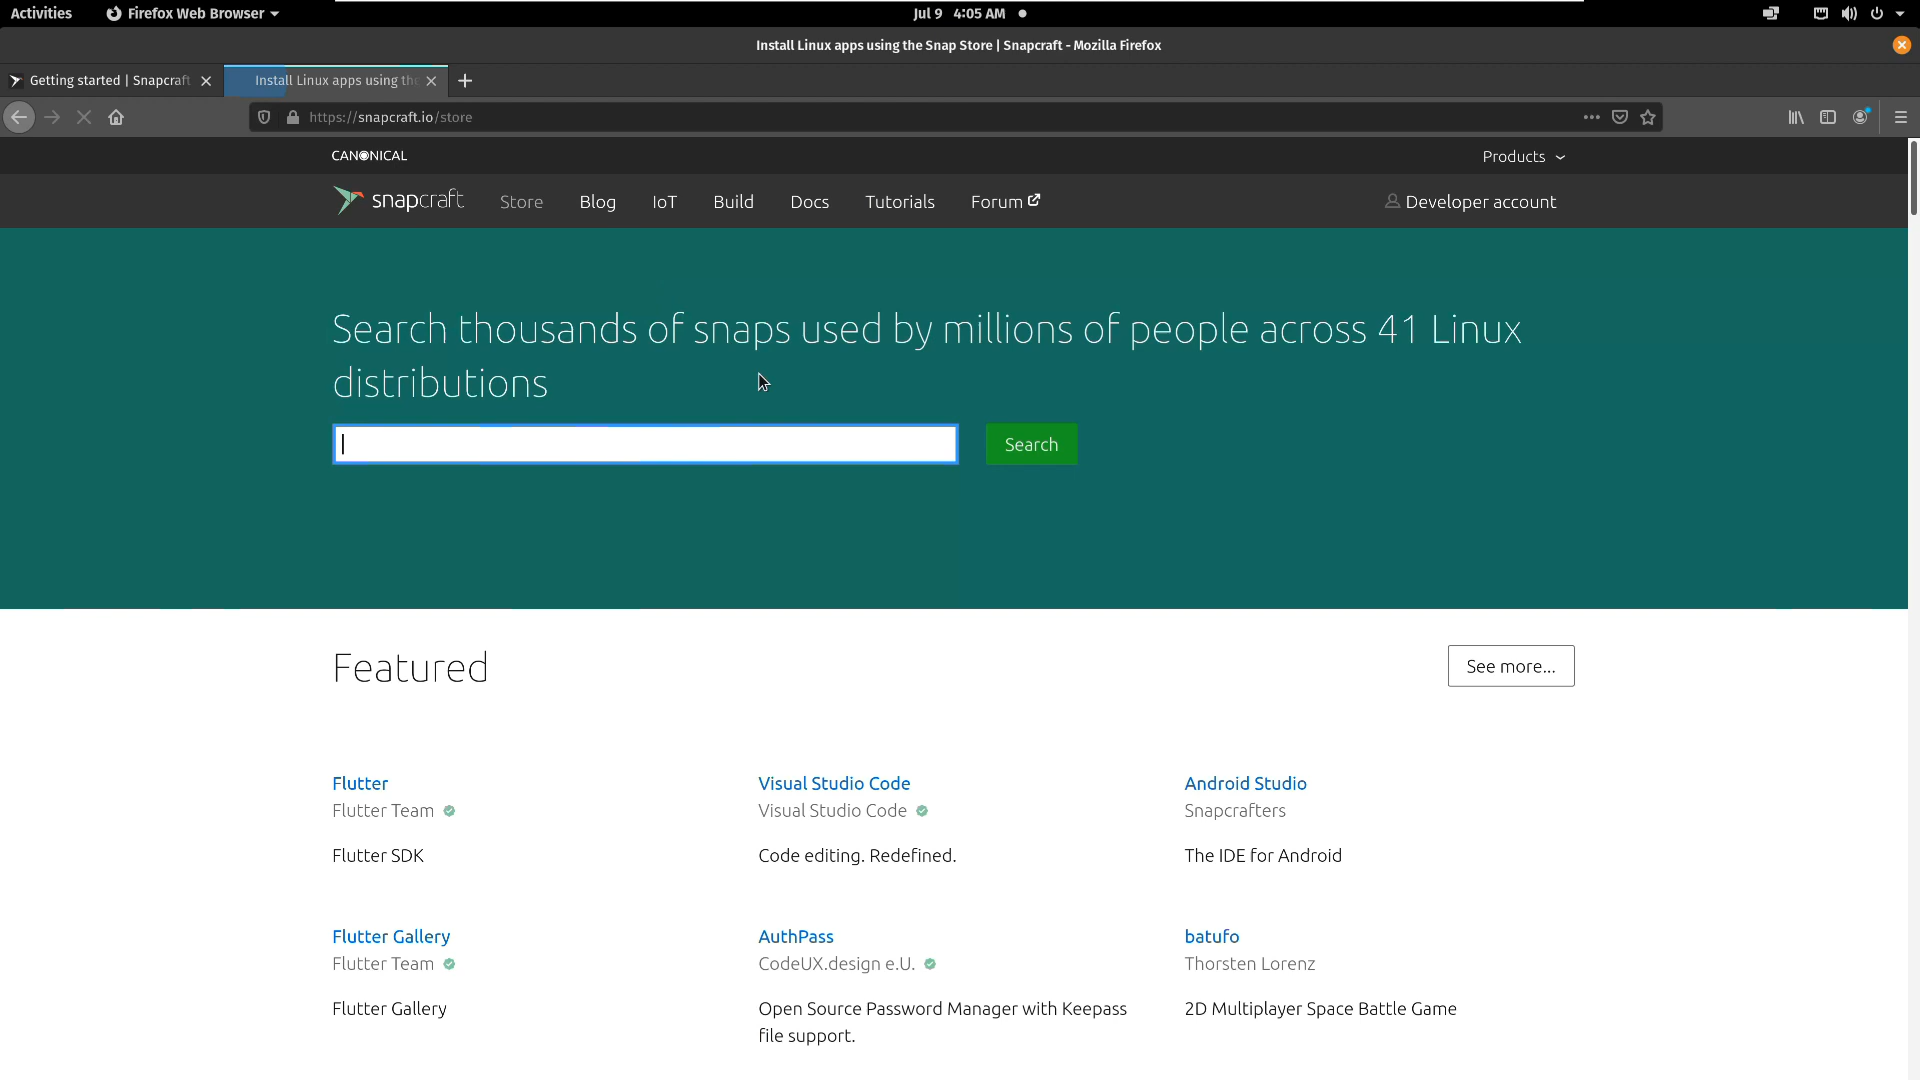 Activities Firefox Web Browser Jul 9 4:05 AM
Install Linux apps using the Snap Store | Snapcraft - Mozilla Firefox
Getting started | Snapcraft Install Linux apps using the
https://snapcraft.io/store
CANONICAL Products
snapcraft Store Blog IoT Build Docs Tutorials Forum Developer account
Search thousands of snaps used by millions of people across 41 Linux
distributions
Search
Featured See more...
Flutter Visual Studio Code Android Studio
Flutter Team Visual Studio Code Snapcrafters
Flutter SDK Code editing. Redefined. The IDE for Android
Flutter Gallery AuthPass batufo
Flutter Team CodeUX.design e.U. Thorsten Lorenz
Flutter Gallery Open Source Password Manager with Keepass 2D Multiplayer Space Battle Game
file support.